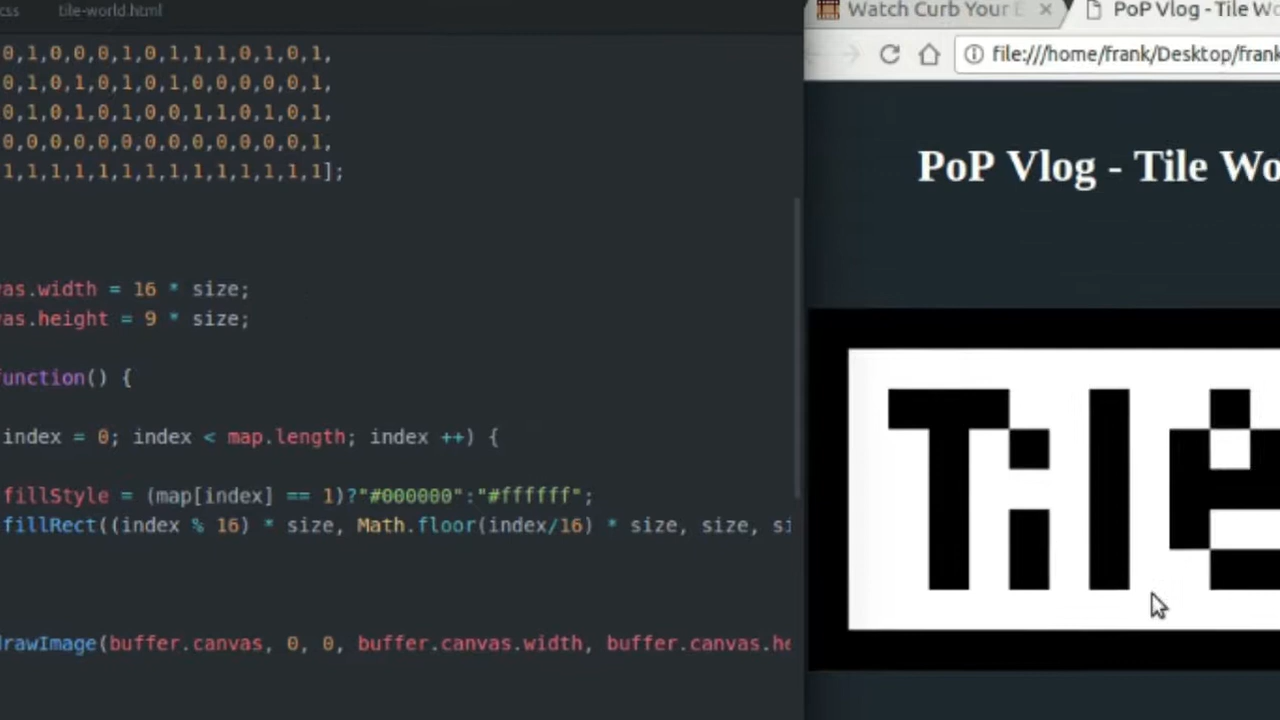 css tile-world.html
0,1,0,0,0,1,0,1,1,1,0,1,0,1,
0,1,0,1,0,1,0,1,0,0,0,0,0,1,
0,1,0,1,0,1,0,0,1,1,0,1,0,1,
0,0,0,0,0,0,0,0,0,0,0,0,0,1,
1,1,1,1,1,1,1,1,1,1,1,1,1,1];
vas.width = 16 * size;
vas.height = 9 * size;
function() {
index = 0; index < map.length; index ++) {
fillStyle = (map[index] == 1)?"#000000":"#ffffff";
fillRect((index % 16) * size, Math.floor(index/16) * size, size, si
drawImage(buffer.canvas, 0, 0, buffer.canvas.width, buffer.canvas.he
Watch Curb Your E × PoP Vlog - Tile Wo
file:///home/frank/Desktop/frank
PoP Vlog - Tile Wo
Tile